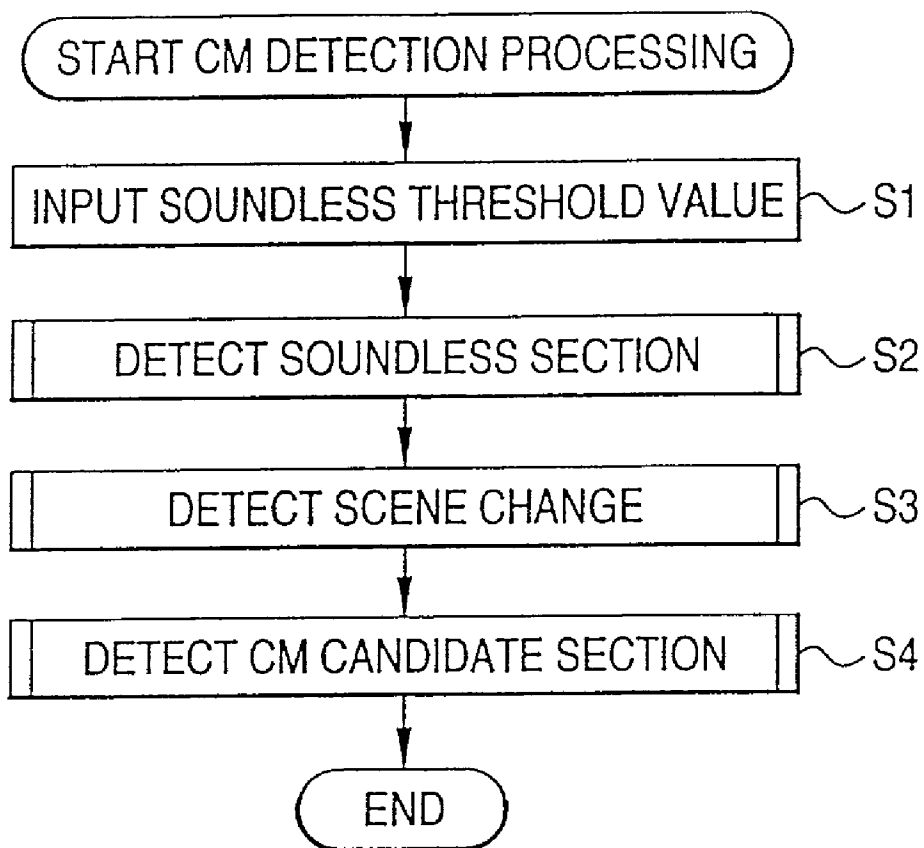 START CM DETECTION PROCESSING
INPUT SOUNDLESS THRESHOLD VALUE S1
DETECT SOUNDLESS SECTION S2
DETECT SCENE CHANGE S3
DETECT CM CANDIDATE SECTION S4
END